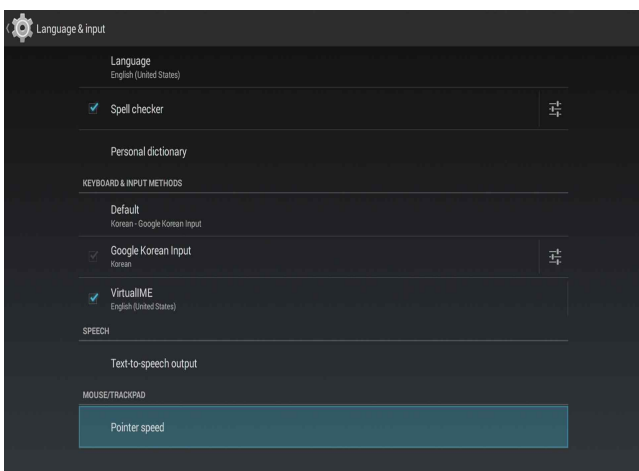 Language & input
Language
English (United States)
Spell checker
Personal dictionary
KEYBOARD & INPUT METHODS
Default
Korean - Google Korean Input
Google Korean Input
Korean
VirtualIME
English (United States)
SPEECH
Text-to-speech output
MOUSE/TRACKPAD
Pointer speed